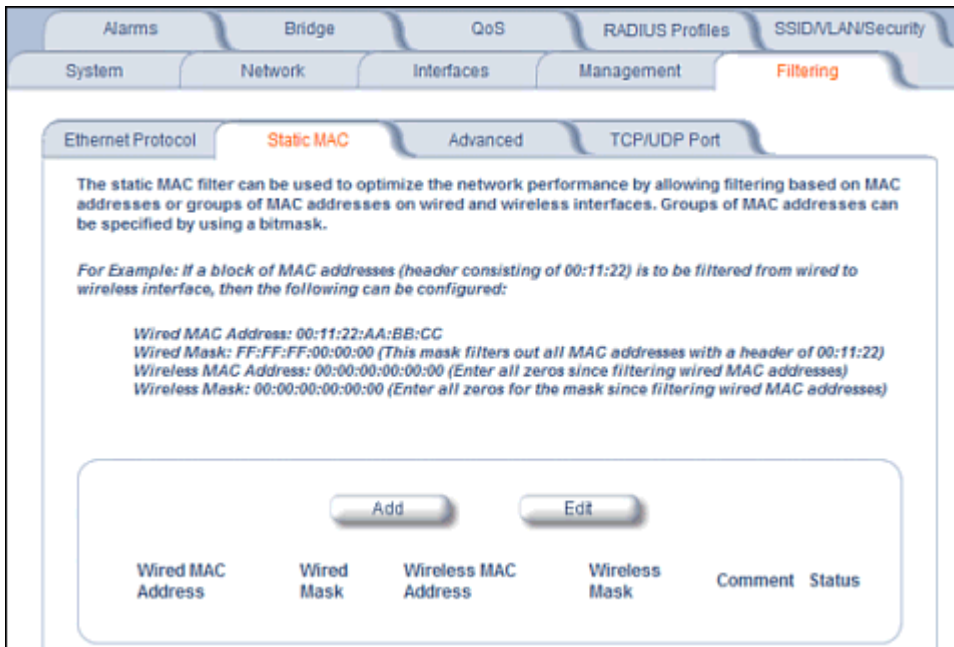 Alarms Bridge QoS RADIUS Profiles SSID/VLAN/Security
System Network Interfaces Management Filtering
Ethernet Protocol Static MAC Advanced TCP/UDP Port
The static MAC filter can be used to optimize the network performance by allowing filtering based on MAC
addresses or groups of MAC addresses on wired and wireless interfaces. Groups of MAC addresses can
be specified by using a bitmask.
For Example: If a block of MAC addresses (header consisting of 00:11:22) is to be filtered from wired to
wireless interface, then the following can be configured:
Wired MAC Address: 00:11:22:AA:BB:CC
Wired Mask: FF:FF:FF:00:00:00 (This mask filters out all MAC addresses with a header of 00:11:22)
Wireless MAC Address: 00:00:00:00:00:00 (Enter all zeros since filtering wired MAC addresses)
Wireless Mask: 00:00:00:00:00:00 (Enter all zeros for the mask since filtering wired MAC addresses)
Add Edit
Wired MAC Wired Wireless MAC Wireless
Address Mask Address Mask Comment Status